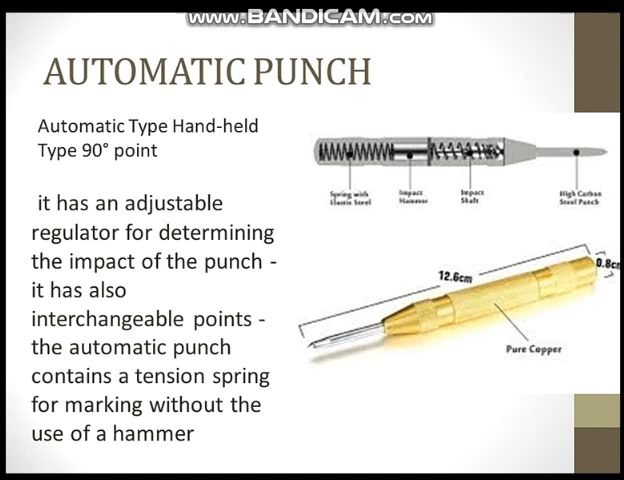 www.BANDICAM.com
AUTOMATIC PUNCH
Automatic Type Hand-held
Type 90° point
it has an adjustable
regulator for determining
the impact of the punch -
it has also
interchangeable points -
the automatic punch
contains a tension spring
for marking without the
use of a hammer
Spring with
Elastic Steel
Impact
Hammer
Impact
Shaft
High Carbon
Steel Punch
12.6cm
0.8cm
Pure Copper